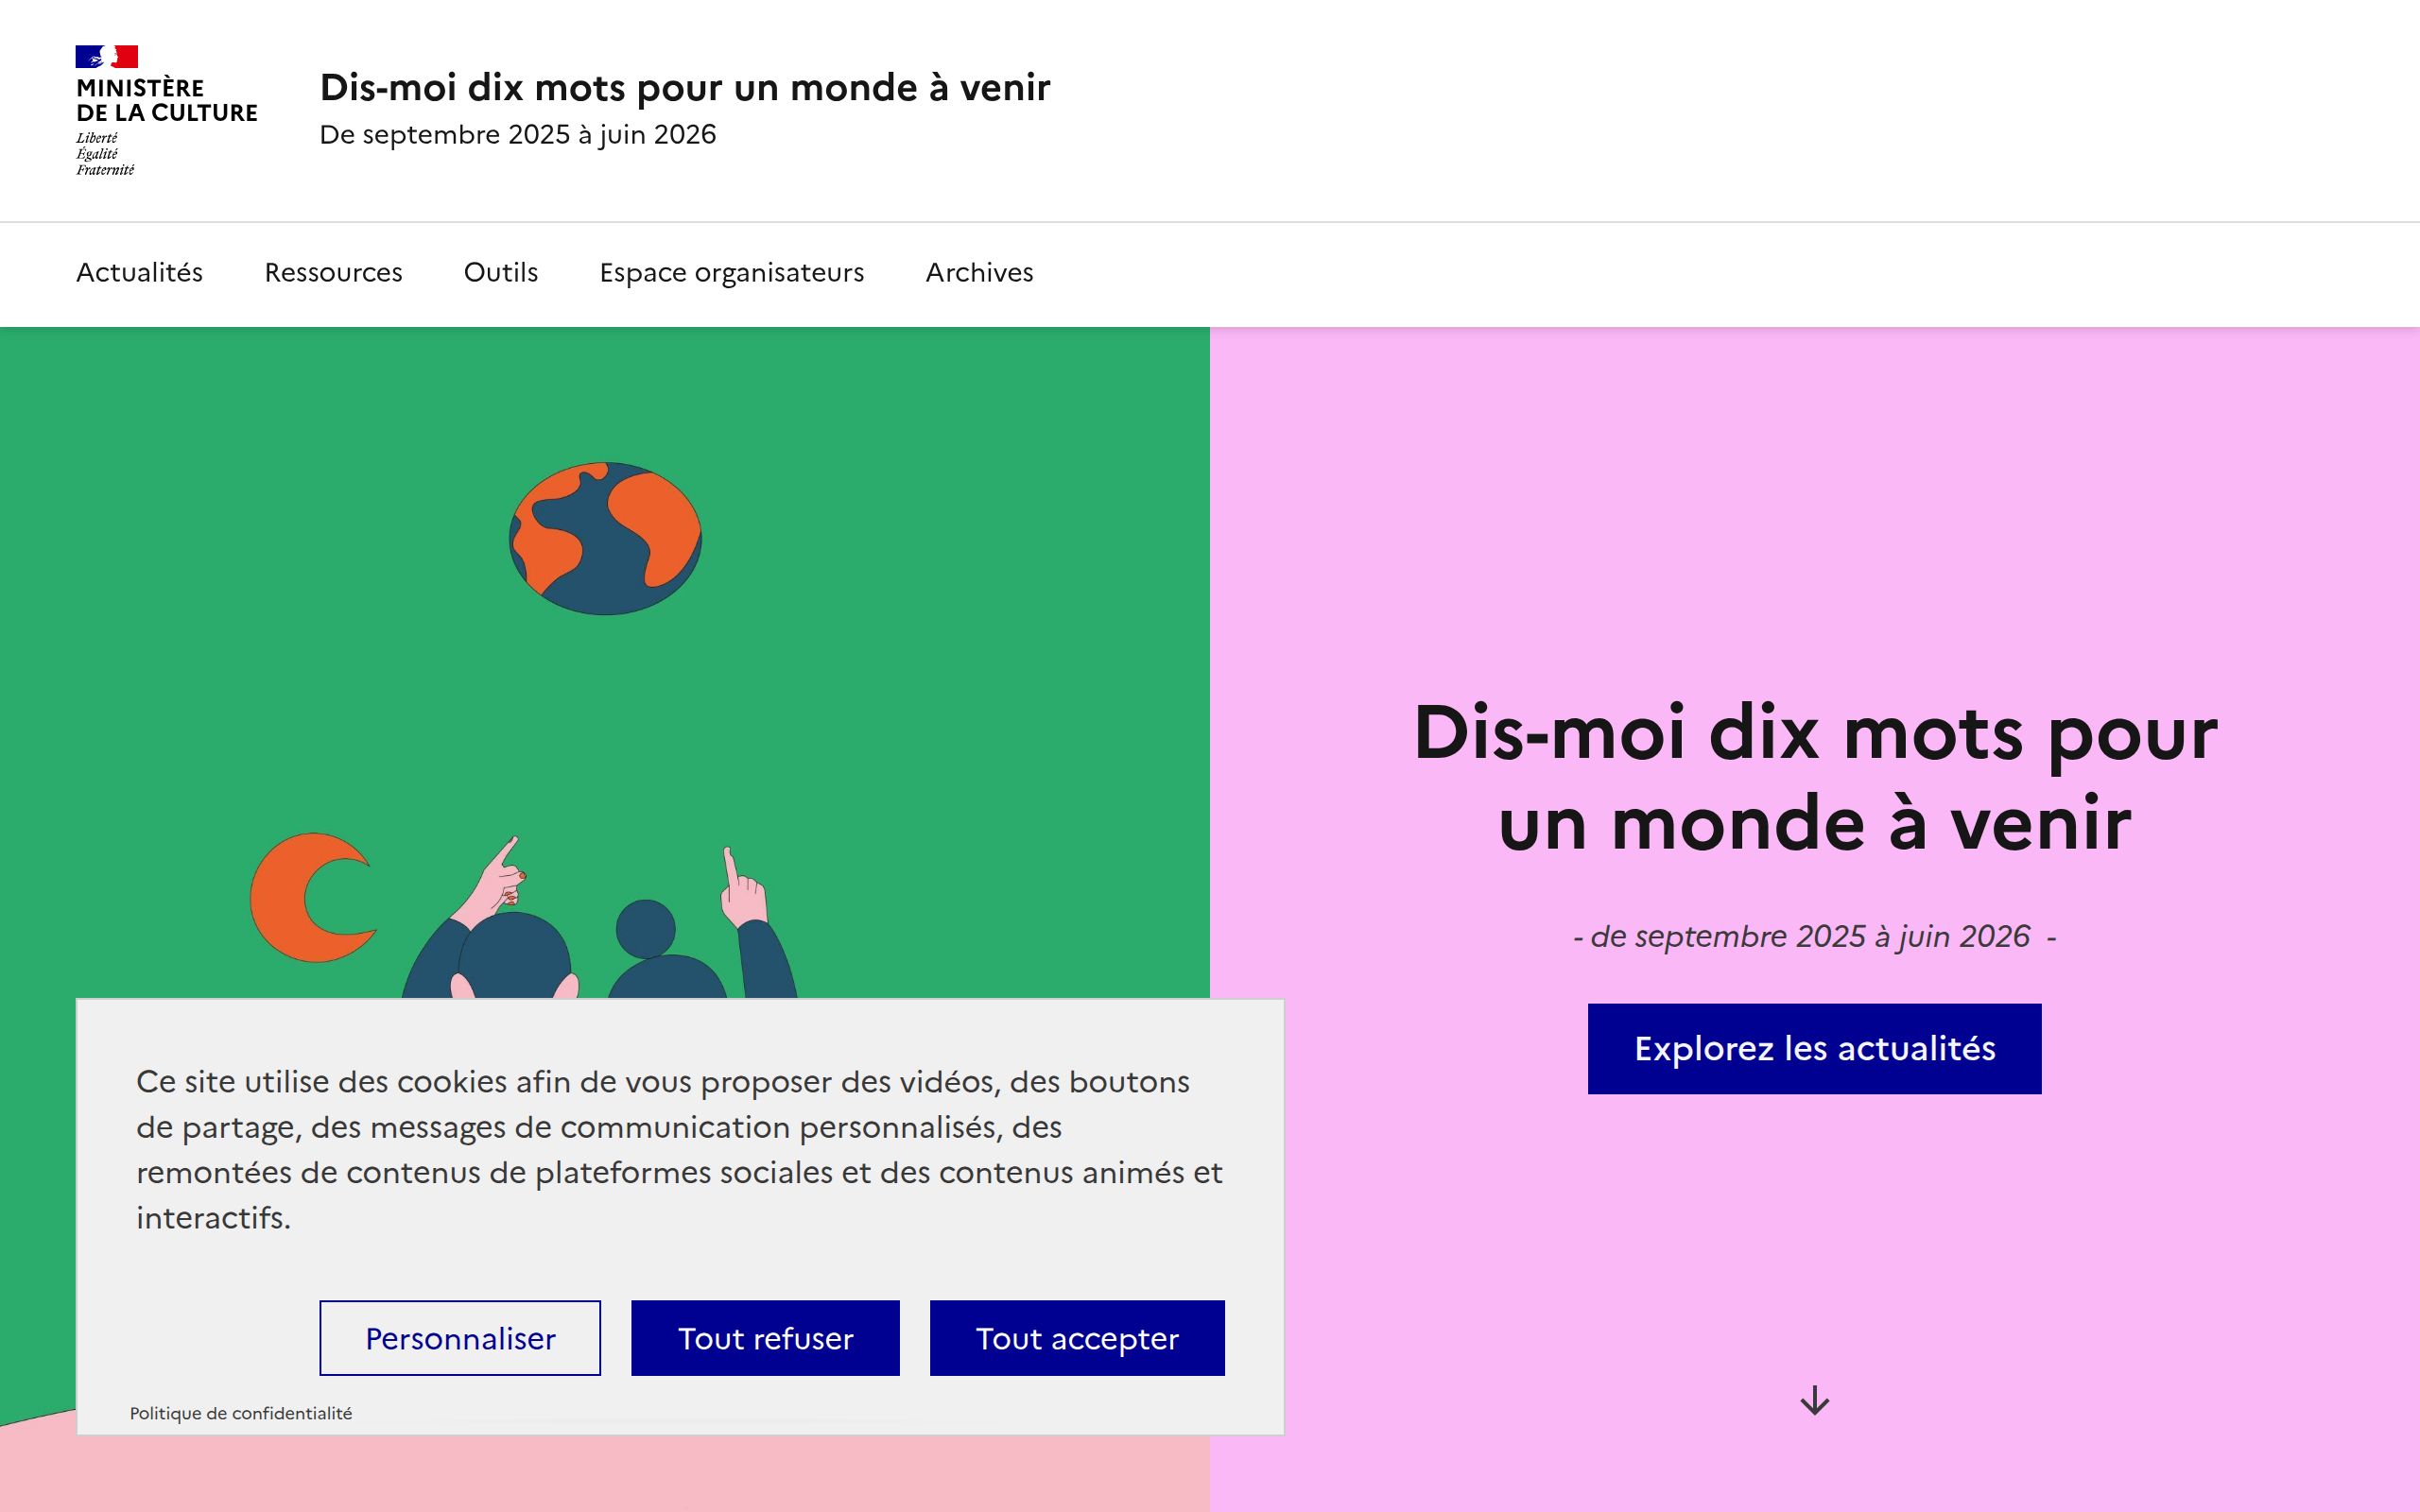 MINISTÈRE
DE LA CULTURE
Liberté
Égalité
Fraternité
Dis-moi dix mots pour un monde à venir
De septembre 2025 à juin 2026
Actualités
Ressources
Outils
Espace organisateurs
Archives
Dis-moi dix mots pour
un monde à venir
- de septembre 2025 à juin 2026 -
Explorez les actualités
Ce site utilise des cookies afin de vous proposer des vidéos, des boutons
de partage, des messages de communication personnalisés, des
remontées de contenus de plateformes sociales et des contenus animés et
interactifs.
Personnaliser
Tout refuser
Tout accepter
Politique de confidentialité